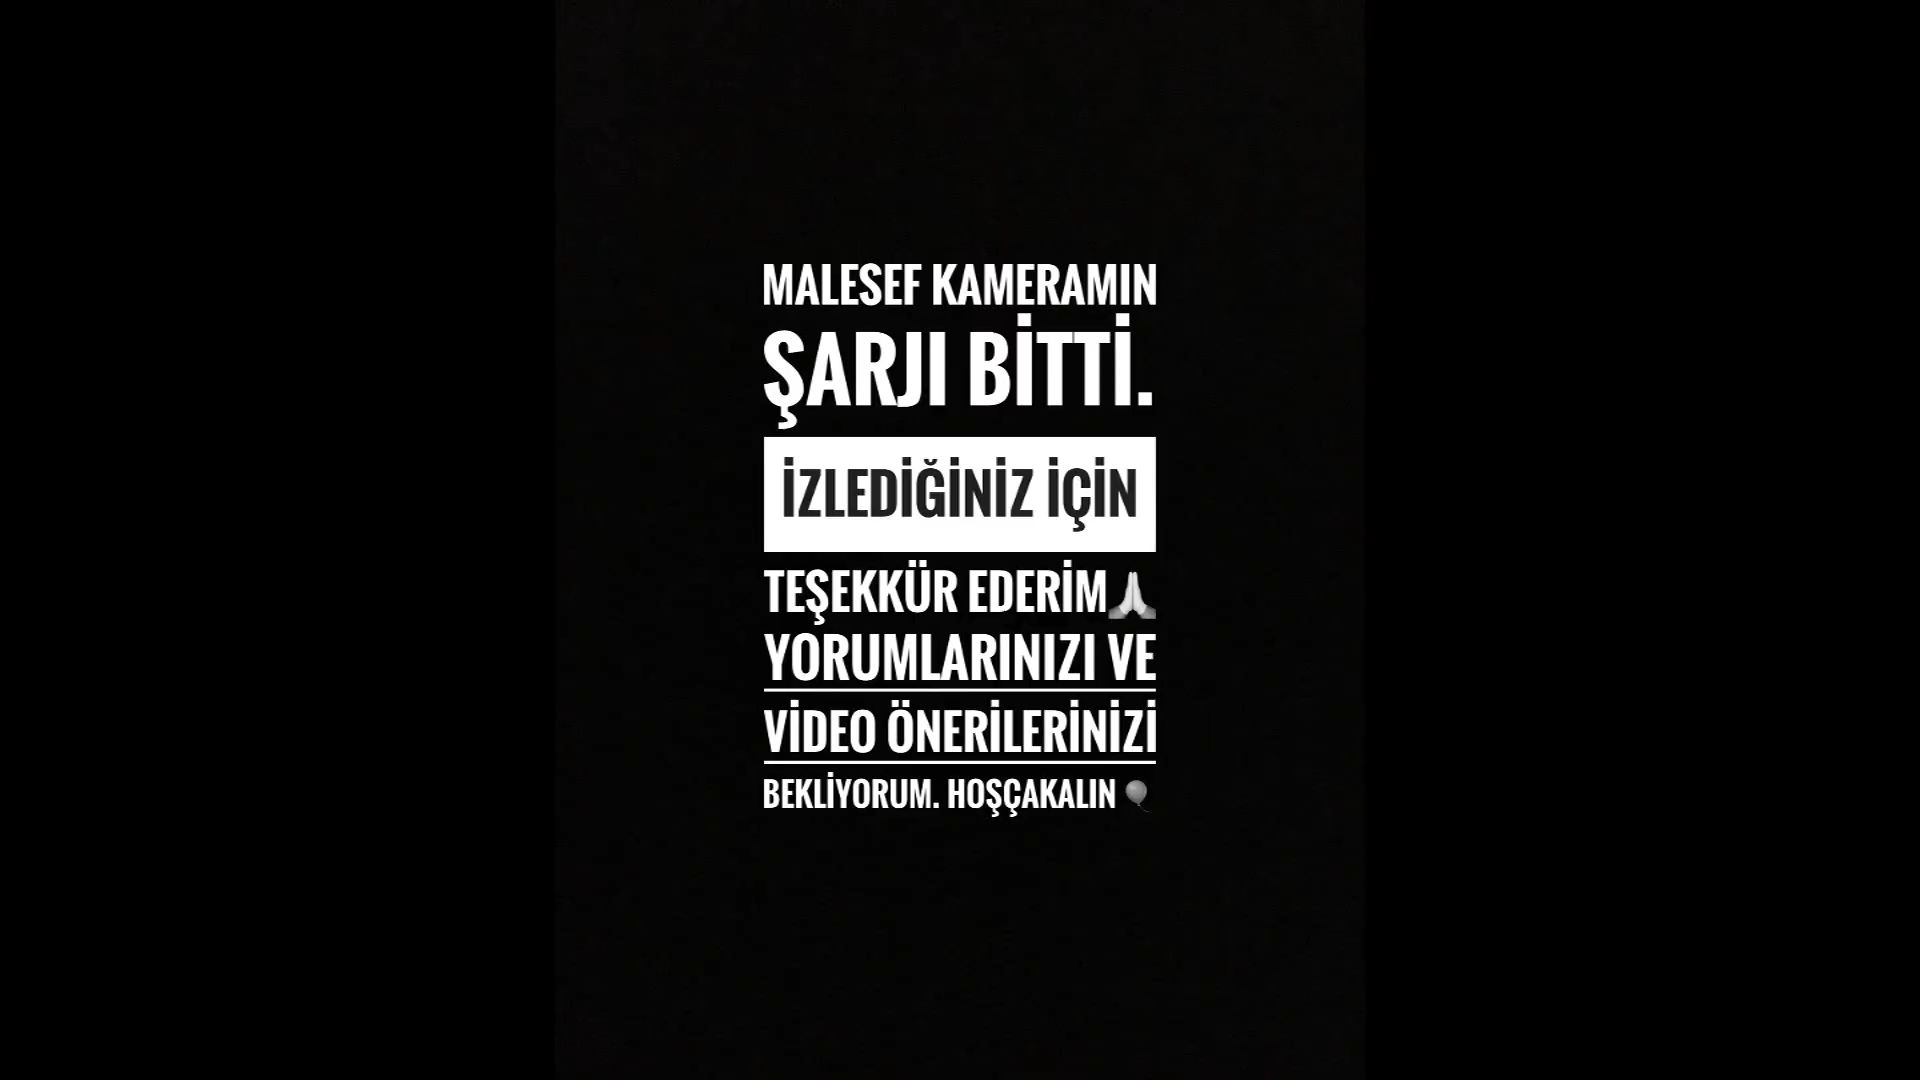 MALESEF KAMERAMIN
ŞARJI BİTTİ.
İZLEDİĞİNİZ İÇİN
TEŞEKKÜR EDERİM🙏
YORUMLARINIZI VE
VİDEO ÖNERİLERİNİZİ
BEKLİYORUM. HOŞÇAKALIN 🎈